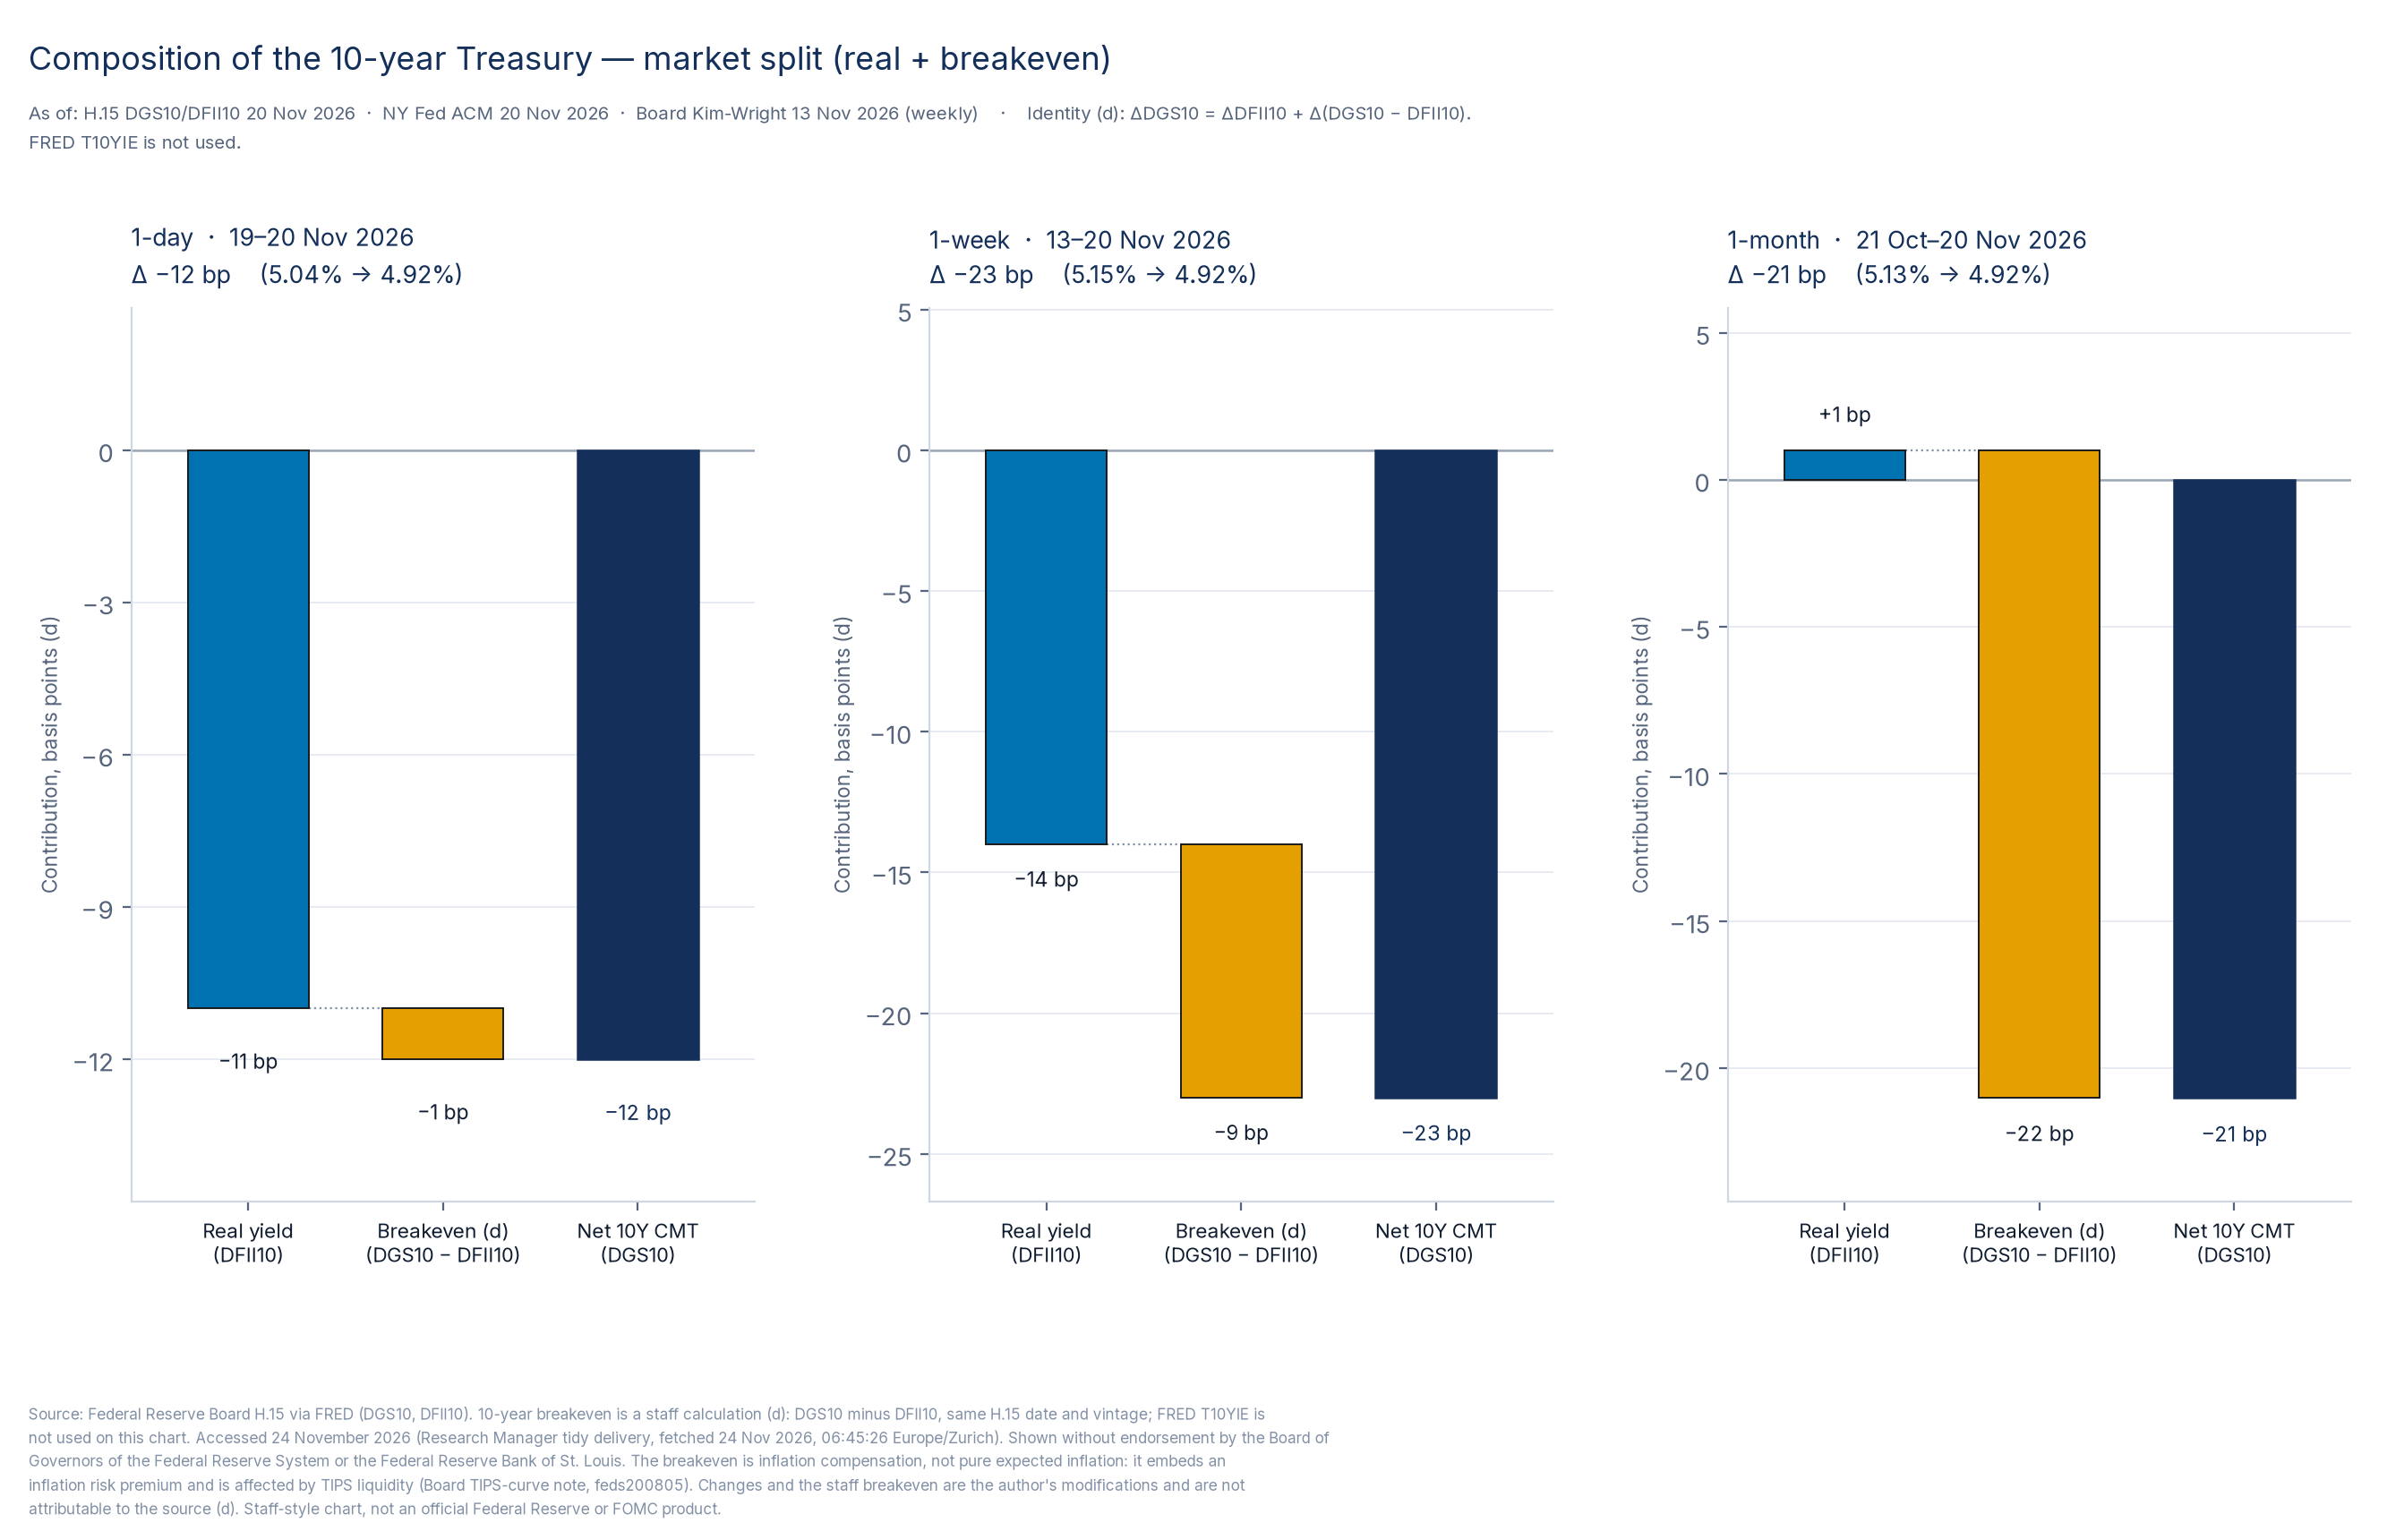 Composition of the 10-year Treasury — market split (real + breakeven)
As of: H.15 DGS10/DFII10 20 Nov 2026 · NY Fed ACM 20 Nov 2026 · Board Kim-Wright 13 Nov 2026 (weekly) · Identity (d): ΔDGS10 = ΔDFII10 + Δ(DGS10 − DFII10).
FRED T10YIE is not used.
1-day · 19–20 Nov 2026
Δ −12 bp (5.04% → 4.92%)
Contribution, basis points (d)
0
−3
−6
−9
−12
−11 bp
−1 bp
−12 bp
Real yield
(DFII10)
Breakeven (d)
(DGS10 − DFII10)
Net 10Y CMT
(DGS10)
1-week · 13–20 Nov 2026
Δ −23 bp (5.15% → 4.92%)
Contribution, basis points (d)
5
0
−5
−10
−15
−20
−25
−14 bp
−9 bp
−23 bp
Real yield
(DFII10)
Breakeven (d)
(DGS10 − DFII10)
Net 10Y CMT
(DGS10)
1-month · 21 Oct–20 Nov 2026
Δ −21 bp (5.13% → 4.92%)
Contribution, basis points (d)
5
0
−5
−10
−15
−20
+1 bp
−22 bp
−21 bp
Real yield
(DFII10)
Breakeven (d)
(DGS10 − DFII10)
Net 10Y CMT
(DGS10)
Source: Federal Reserve Board H.15 via FRED (DGS10, DFII10). 10-year breakeven is a staff calculation (d): DGS10 minus DFII10, same H.15 date and vintage; FRED T10YIE is
not used on this chart. Accessed 24 November 2026 (Research Manager tidy delivery, fetched 24 Nov 2026, 06:45:26 Europe/Zurich). Shown without endorsement by the Board of
Governors of the Federal Reserve System or the Federal Reserve Bank of St. Louis. The breakeven is inflation compensation, not pure expected inflation: it embeds an
inflation risk premium and is affected by TIPS liquidity (Board TIPS-curve note, feds200805). Changes and the staff breakeven are the author's modifications and are not
attributable to the source (d). Staff-style chart, not an official Federal Reserve or FOMC product.